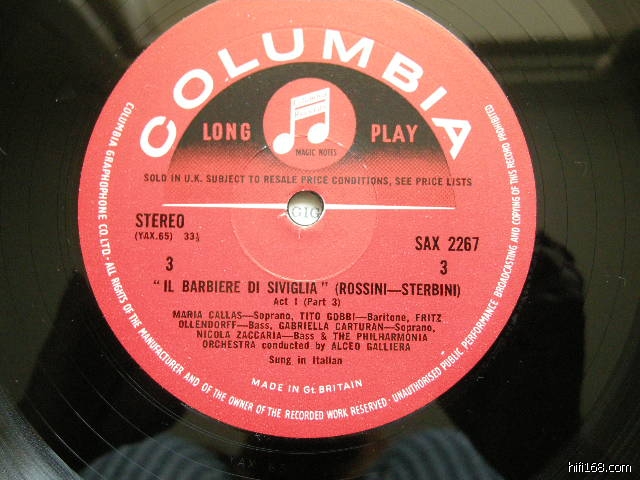 COLUMBIA
LONG PLAY
MAGIC NOTES
SOLD IN U.K. SUBJECT TO RESALE PRICE CONDITIONS, SEE PRICE LISTS
GIG
STEREO
(YAX.65) 33⅓
SAX 2267
3
3
"IL BARBIERE DI SIVIGLIA" (ROSSINI—STERBINI)
Act 1 (Part 3)
MARIA CALLAS—Soprano, TITO GOBBI—Baritone, FRITZ
OLLENDORFF—Bass, GABRIELLA CARTURAN—Soprano,
NICOLA ZACCARIA—Bass & THE PHILHARMONIA
ORCHESTRA conducted by ALCEO GALLIERA
Sung in Italian
MADE IN Gt. BRITAIN
COLUMBIA GRAPHOPHONE CO. LTD. · ALL RIGHTS OF THE MANUFACTURER AND OF THE OWNER OF THE RECORDED WORK RESERVED · UNAUTHORISED PUBLIC PERFORMANCE BROADCASTING AND COPYING OF THIS RECORD PROHIBITED
hifi168.com